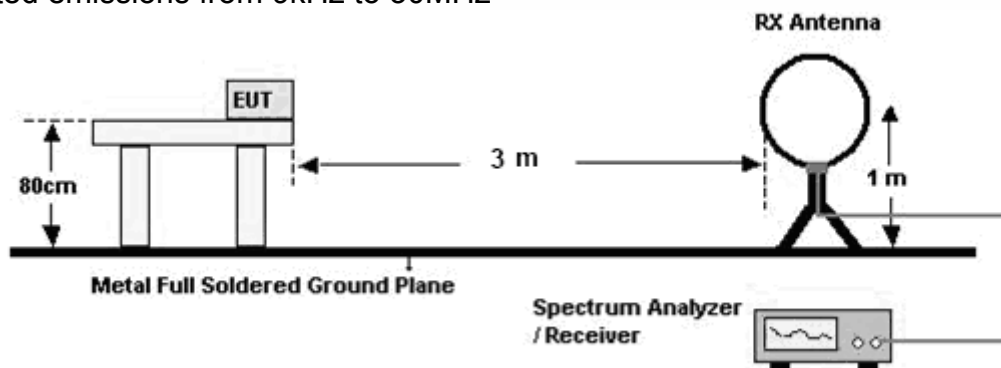 RX Antenna
EUT
3 m
80cm
1 m
Metal Full Soldered Ground Plane
Spectrum Analyzer
/ Receiver